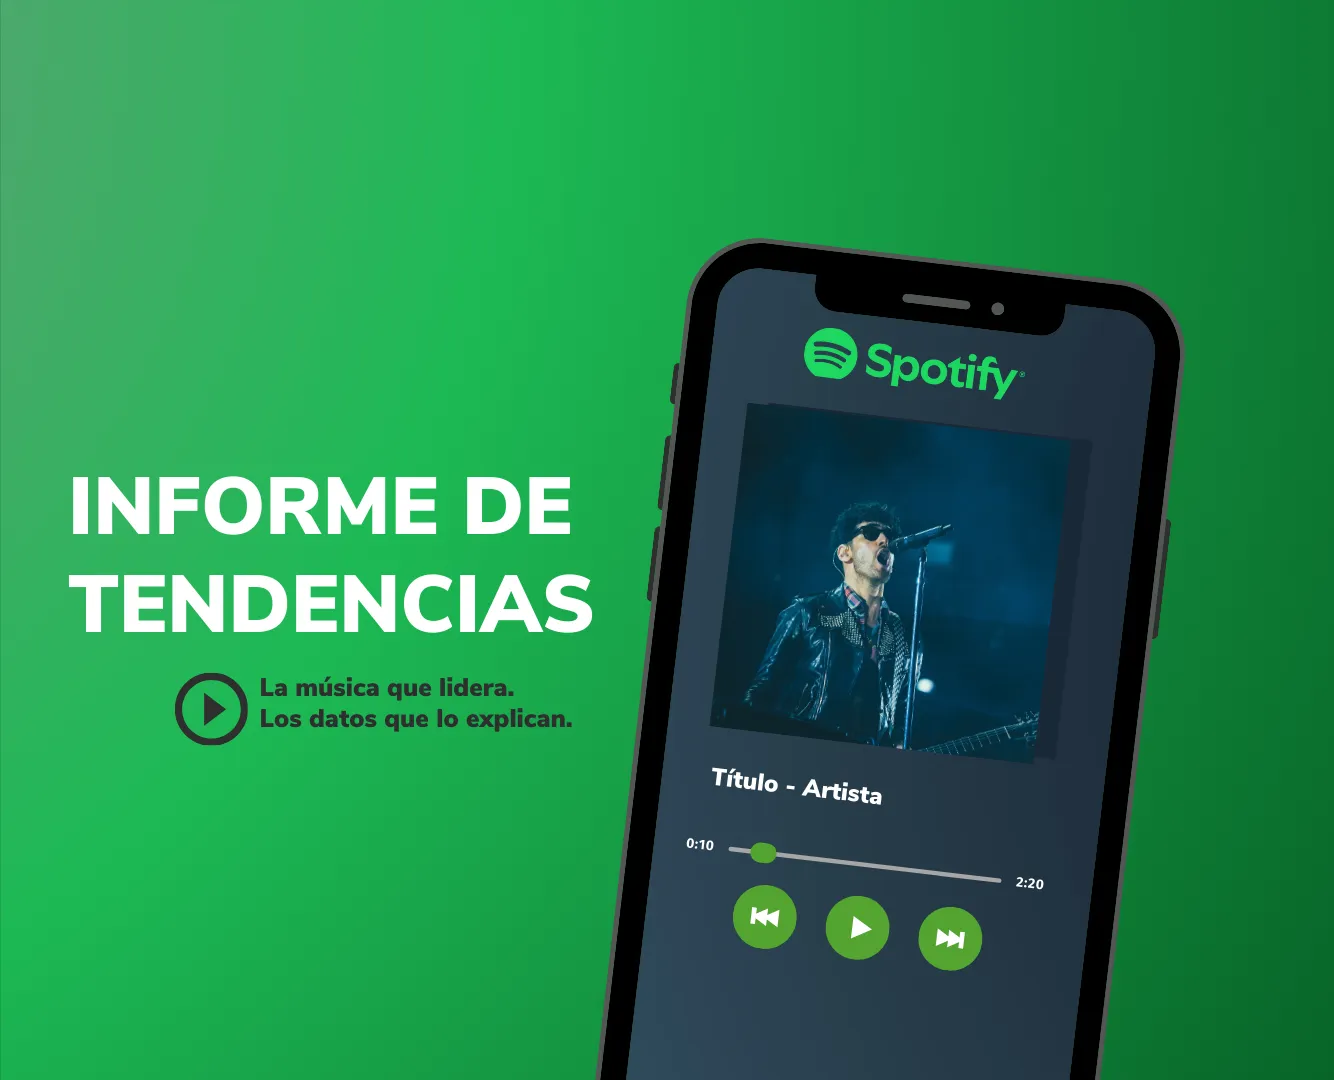 INFORME DE
TENDENCIAS
La música que lidera.
Los datos que lo explican.
Spotify®
Título - Artista
0:10
2:20